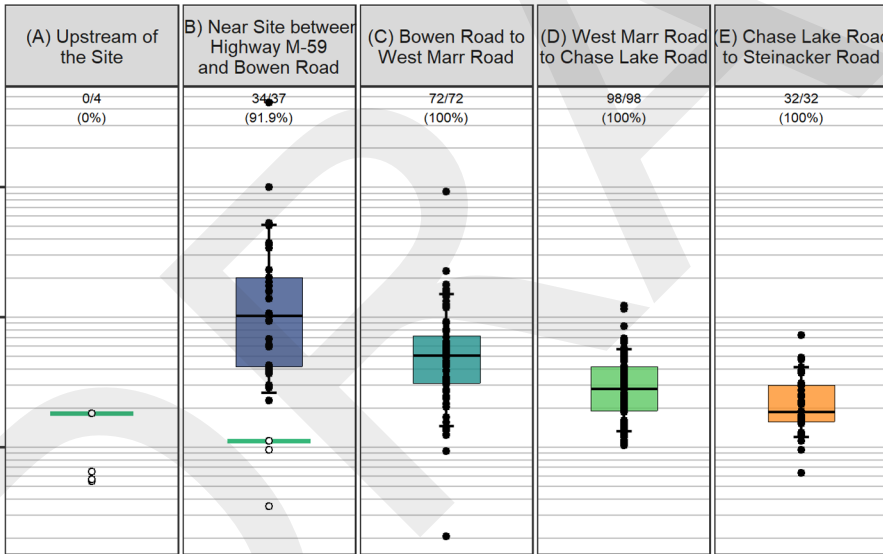 (A) Upstream of
the Site
B) Near Site between
Highway M-59
and Bowen Road
(C) Bowen Road to
West Marr Road
(D) West Marr Road
to Chase Lake Road
(E) Chase Lake Road
to Steinacker Road
0/4
(0%)
34/37
(91.9%)
72/72
(100%)
98/98
(100%)
32/32
(100%)